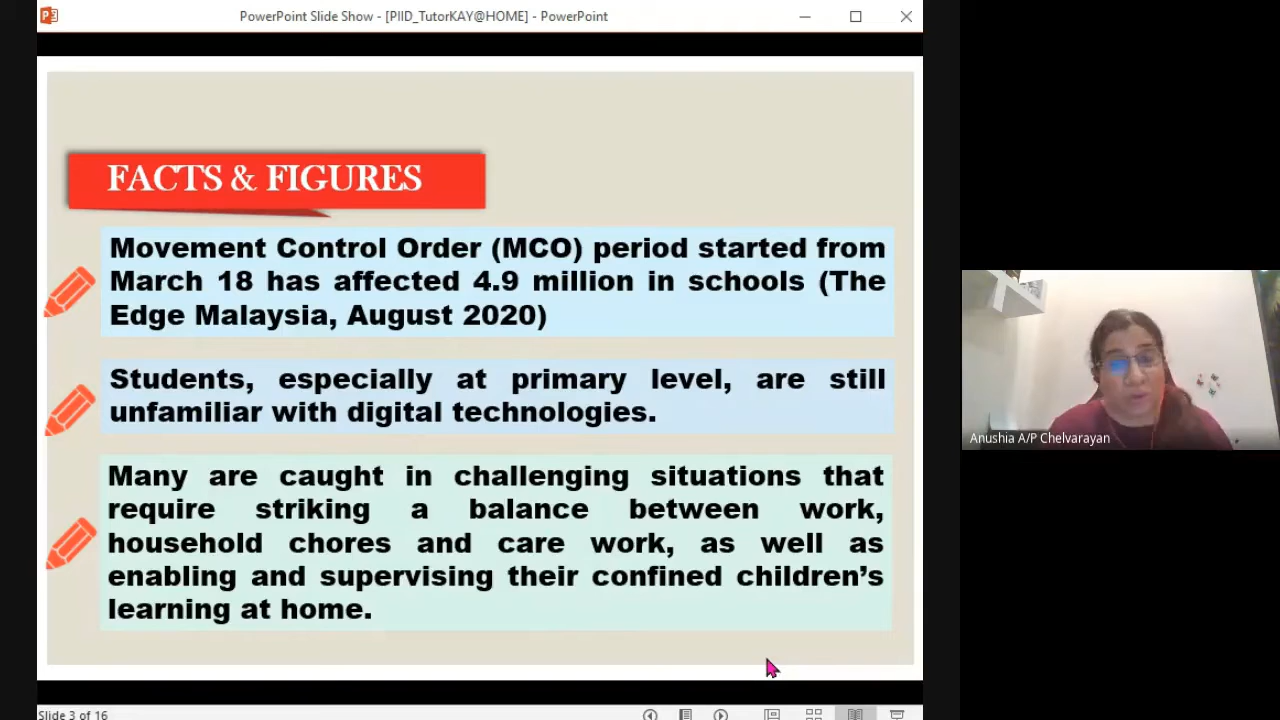 PowerPoint Slide Show - [PIID_TutorKAY@HOME] - PowerPoint
FACTS & FIGURES
Movement Control Order (MCO) period started from
March 18 has affected 4.9 million in schools (The
Edge Malaysia, August 2020)
Students, especially at primary level, are still
unfamiliar with digital technologies.
Many are caught in challenging situations that
require striking a balance between work,
household chores and care work, as well as
enabling and supervising their confined children's
learning at home.
Anushia A/P Chelvarayan
Slide 3 of 16